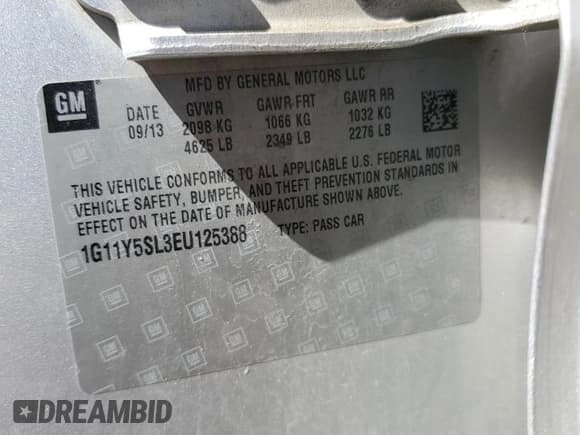 GM
MFD BY GENERAL MOTORS LLC
DATE GVWR GAWR FRT GAWR RR
09/13 2098 KG 1066 KG 1032 KG
4625 LB 2349 LB 2276 LB
THIS VEHICLE CONFORMS TO ALL APPLICABLE U.S. FEDERAL MOTOR
VEHICLE SAFETY, BUMPER, AND THEFT PREVENTION STANDARDS IN
EFFECT ON THE DATE OF MANUFACTURE SHOWN ABOVE.
1G11Y5SL3EU125388 TYPE: PASS CAR
DREAMBID